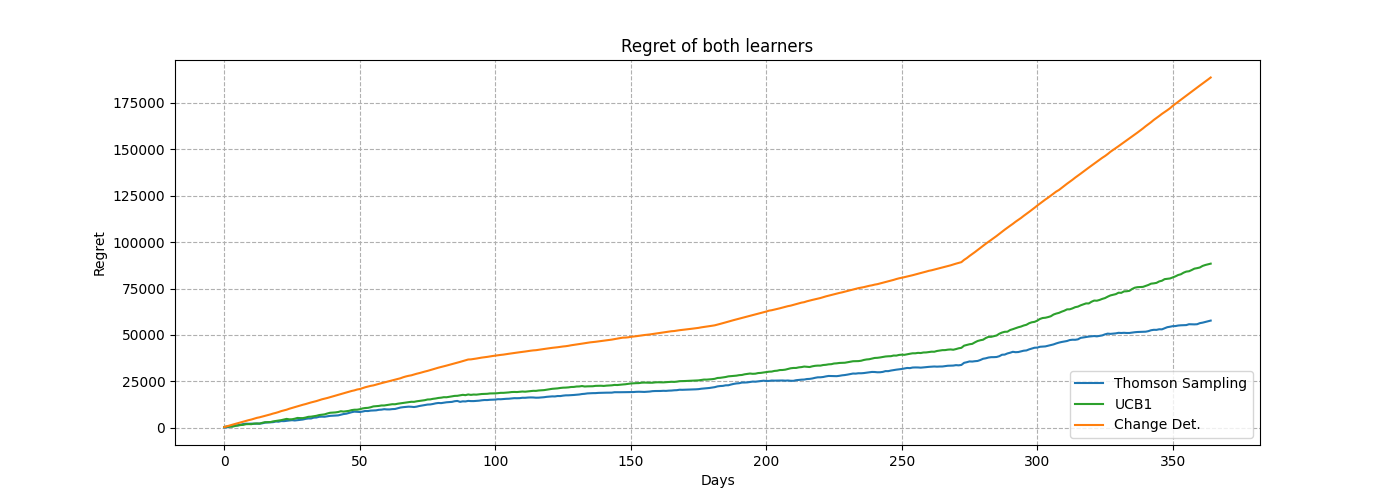 Regret of both learners
175000
150000
125000
100000
75000
50000
25000
0
Regret
0 50 100 150 200 250 300 350
Days
Thomson Sampling
UCB1
Change Det.